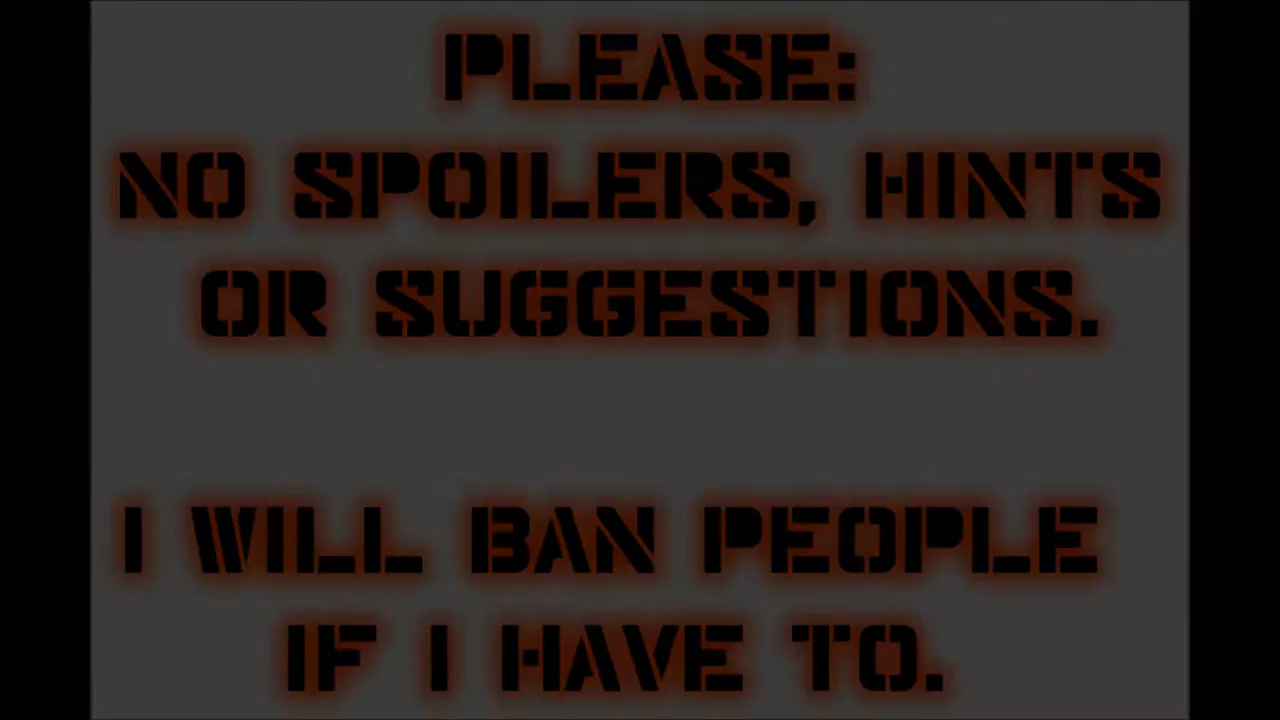 PLEASE:
NO SPOILERS, HINTS
OR SUGGESTIONS.
I WILL BAN PEOPLE
IF I HAVE TO.